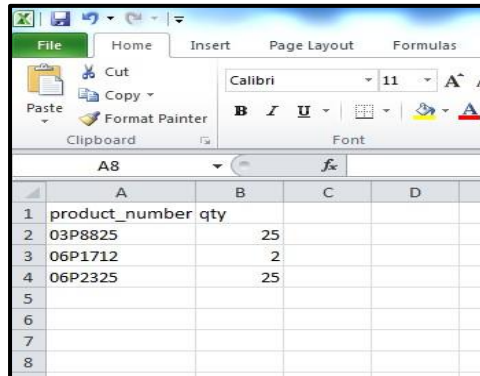 File Home Insert Page Layout Formulas
Cut
Copy
Paste
Format Painter
Calibri 11 A
B I U A
Clipboard Font
A8 fx
A B C D
1 product_number qty
2 03P8825 25
3 06P1712 2
4 06P2325 25
5
6
7
8